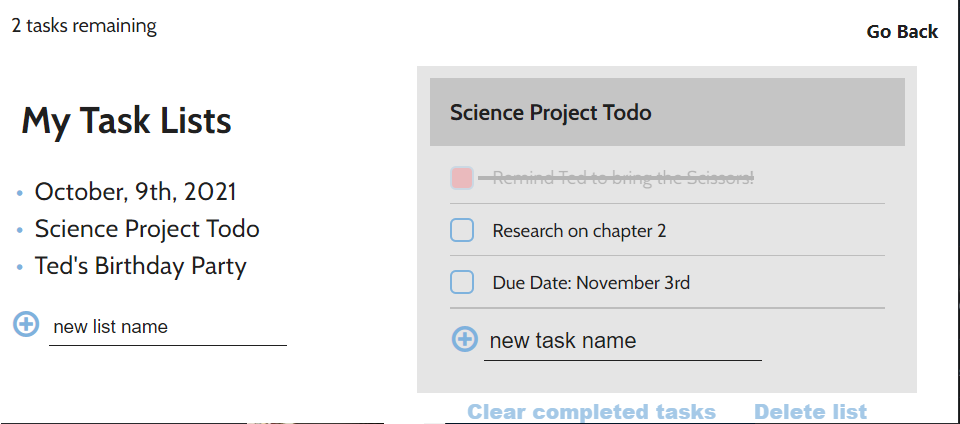 2 tasks remaining
Go Back
My Task Lists
October, 9th, 2021
Science Project Todo
Ted's Birthday Party
new list name
Science Project Todo
Remind Ted to bring the Scissors!
Research on chapter 2
Due Date: November 3rd
new task name
Clear completed tasks
Delete list